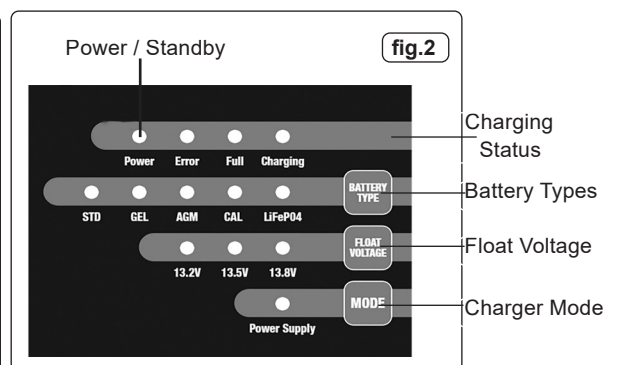 Power / Standby
fig.2
Charging
Status
Power Error Full Charging
BATTERY
TYPE
Battery Types
STD GEL AGM CAL LiFePO4
FLOAT
VOLTAGE
Float Voltage
13.2V 13.5V 13.8V
MODE
Charger Mode
Power Supply